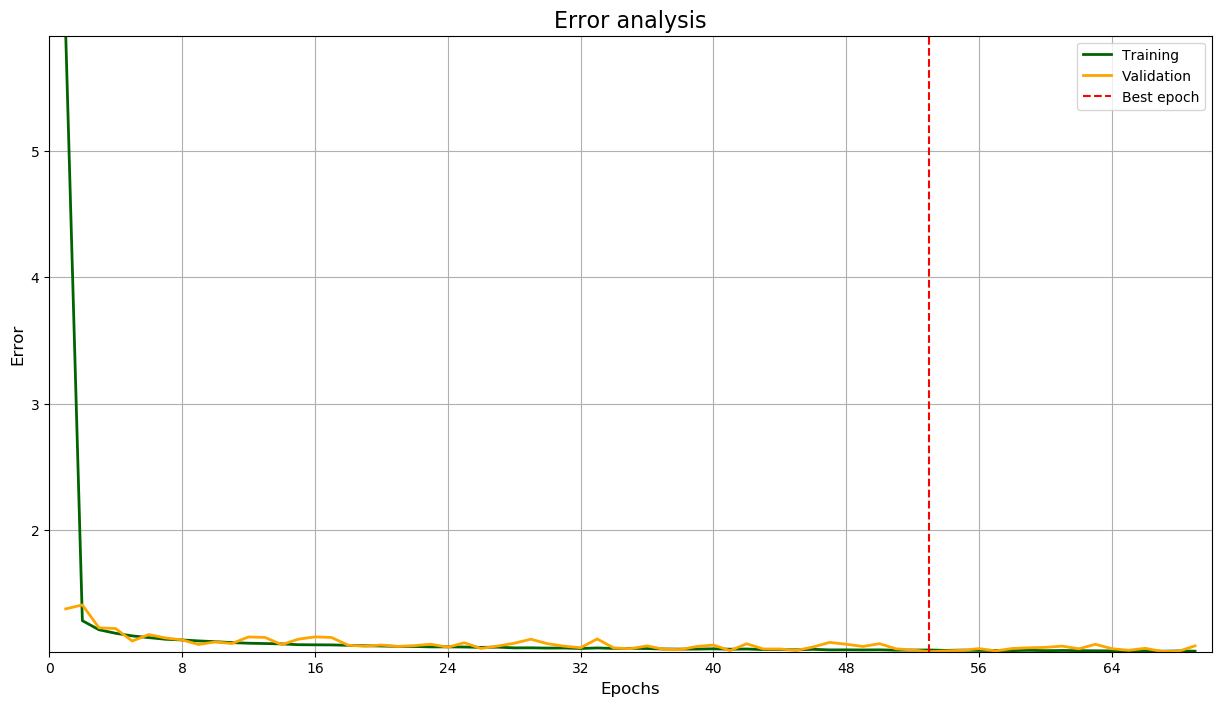 Error analysis
Training
Validation
Best epoch
5
4
3
2
Error
0 8 16 24 32 40 48 56 64
Epochs